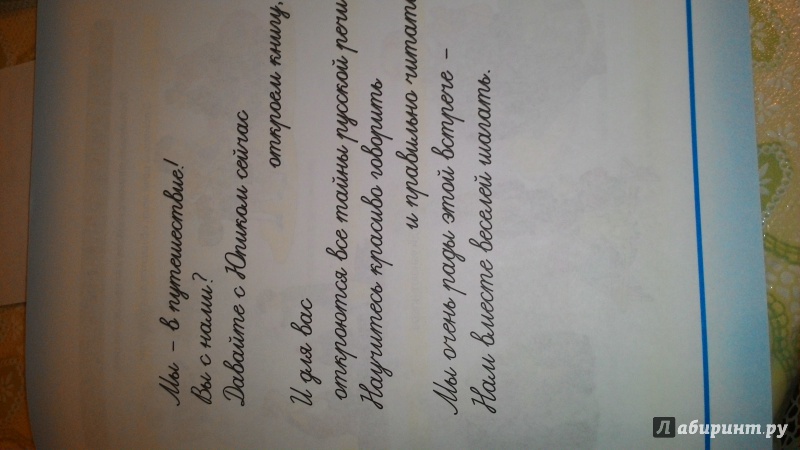 Мы – в путешествие!
Вы с нами?
Давайте с Юпиком сейчас
откроем книгу,
И для вас
откроются все тайны русской речи
Научитесь красиво говорить
и правильно читать
Мы очень рады этой встрече –
Нам вместе веселей шагать.
Лабиринт.ру